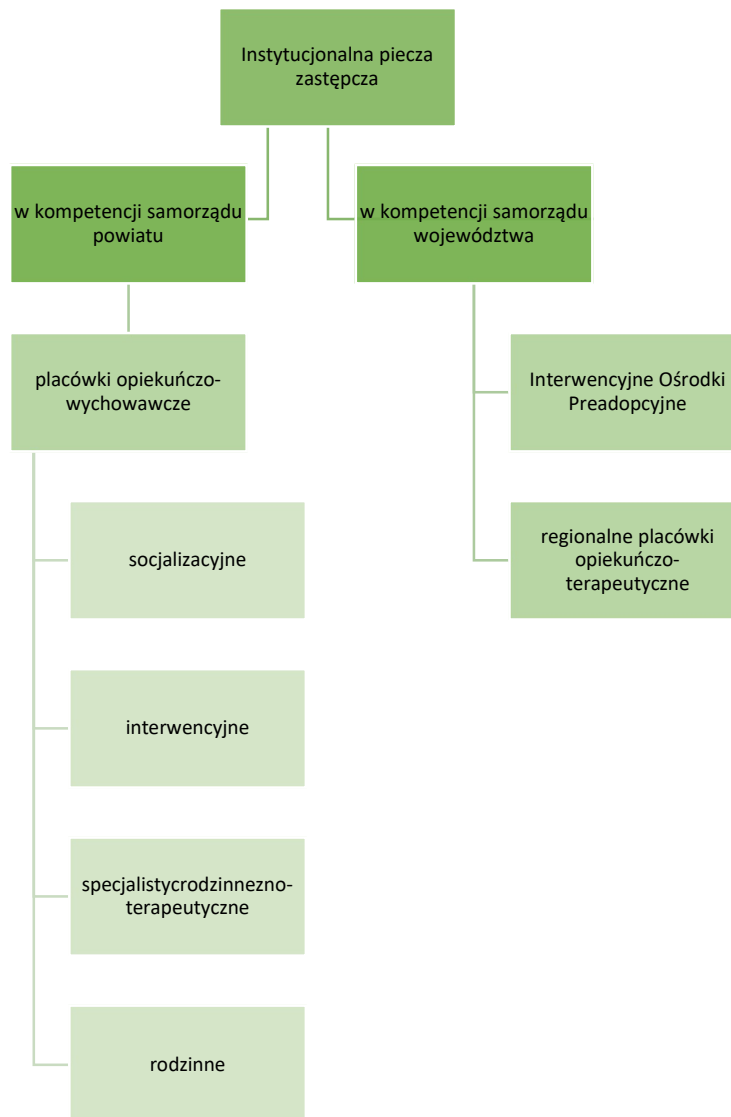 Instytucjonalna piecza
zastępcza
w kompetencji samorządu
powiatu
w kompetencji samorządu
województwa
placówki opiekuńczo-
wychowawcze
Interwencyjne Ośrodki
Preadopcyjne
socjalizacyjne
regionalne placówki
opiekuńczo-
terapeutyczne
interwencyjne
specjalistycrodzinnezno-
terapeutyczne
rodzinne